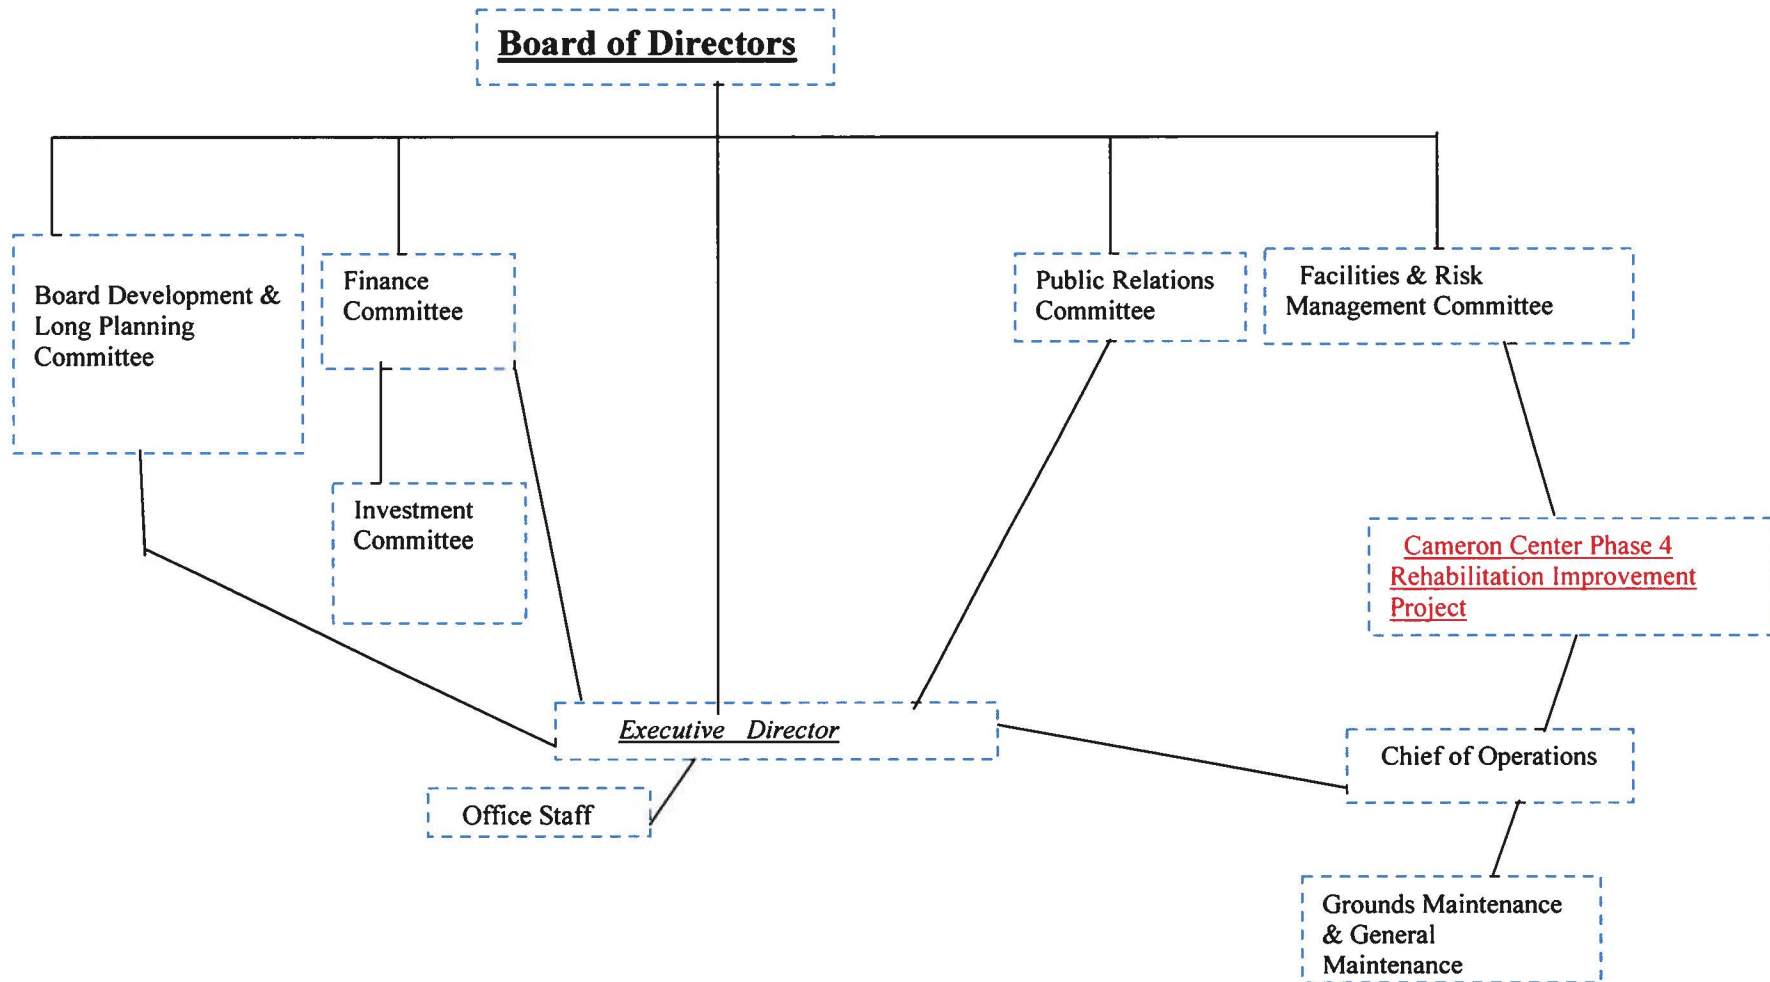 Board of Directors
Board Development &
Long Planning
Committee
Finance
Committee
Public Relations
Committee
Facilities & Risk
Management Committee
Investment
Committee
Cameron Center Phase 4
Rehabilitation Improvement
Project
Executive Director
Chief of Operations
Office Staff
Grounds Maintenance
& General
Maintenance